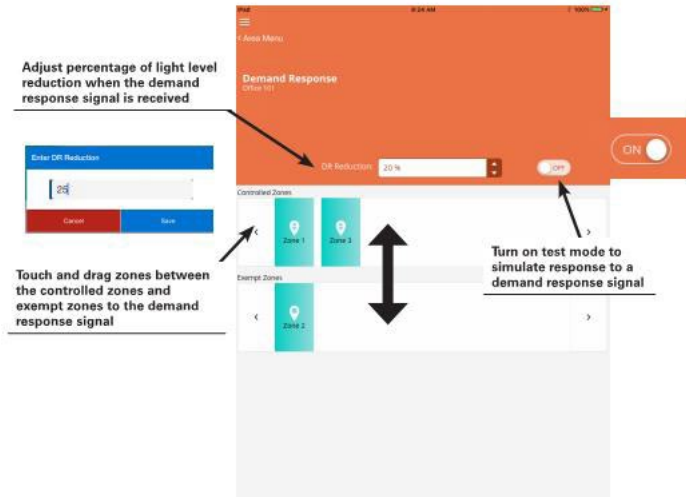 iPad 8:24 AM 100%
< Area Menu
Demand Response
Office 101
Adjust percentage of light level
reduction when the demand
response signal is received
ON
Enter DR Reduction
25
Cancel Save
DR Reduction: 20 % OFF
Controlled Zones
Zone 1 Zone 3
Touch and drag zones between
the controlled zones and
exempt zones to the demand
response signal
Turn on test mode to
simulate response to a
demand response signal
Exempt Zones
Zone 2